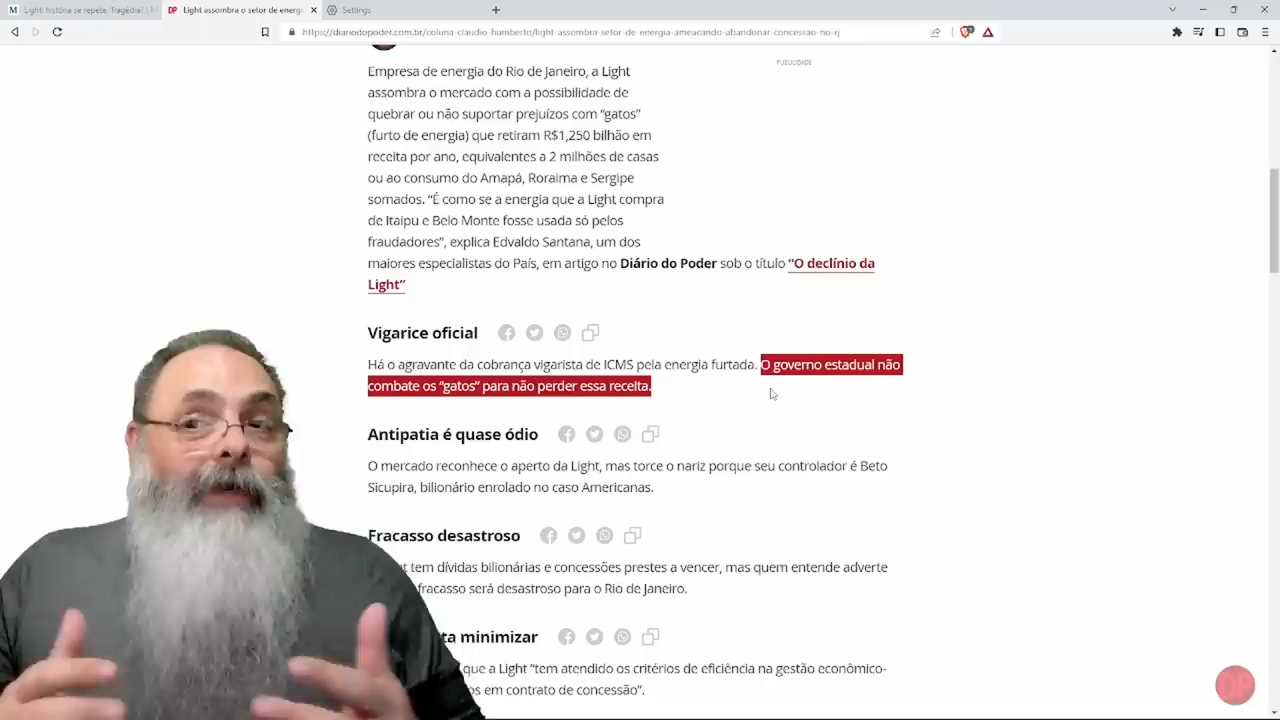 Light: história se repete. Tragédia? | M
DP Light assombra o setor de energi
Settings
https://diariodopoder.com.br/coluna-claudio-humberto/light-assombra-setor-de-energia-ameacando-abandonar-concessao-no-rj
PUBLICIDADE
Empresa de energia do Rio de Janeiro, a Light
assombra o mercado com a possibilidade de
quebrar ou não suportar prejuízos com “gatos”
(furto de energia) que retiram R$1,250 bilhão em
receita por ano, equivalentes a 2 milhões de casas
ou ao consumo do Amapá, Roraima e Sergipe
somados. “É como se a energia que a Light compra
de Itaipu e Belo Monte fosse usada só pelos
fraudadores”, explica Edvaldo Santana, um dos
maiores especialistas do País, em artigo no Diário do Poder sob o título “O declínio da
Light”
Vigarice oficial
Há o agravante da cobrança vigarista de ICMS pela energia furtada. O governo estadual não
combate os “gatos” para não perder essa receita.
Antipatia é quase ódio
O mercado reconhece o aperto da Light, mas torce o nariz porque seu controlador é Beto
Sicupira, bilionário enrolado no caso Americanas.
Fracasso desastroso
tem dívidas bilionárias e concessões prestes a vencer, mas quem entende adverte
fracasso será desastroso para o Rio de Janeiro.
ta minimizar
que a Light “tem atendido os critérios de eficiência na gestão econômico-
os em contrato de concessão”.